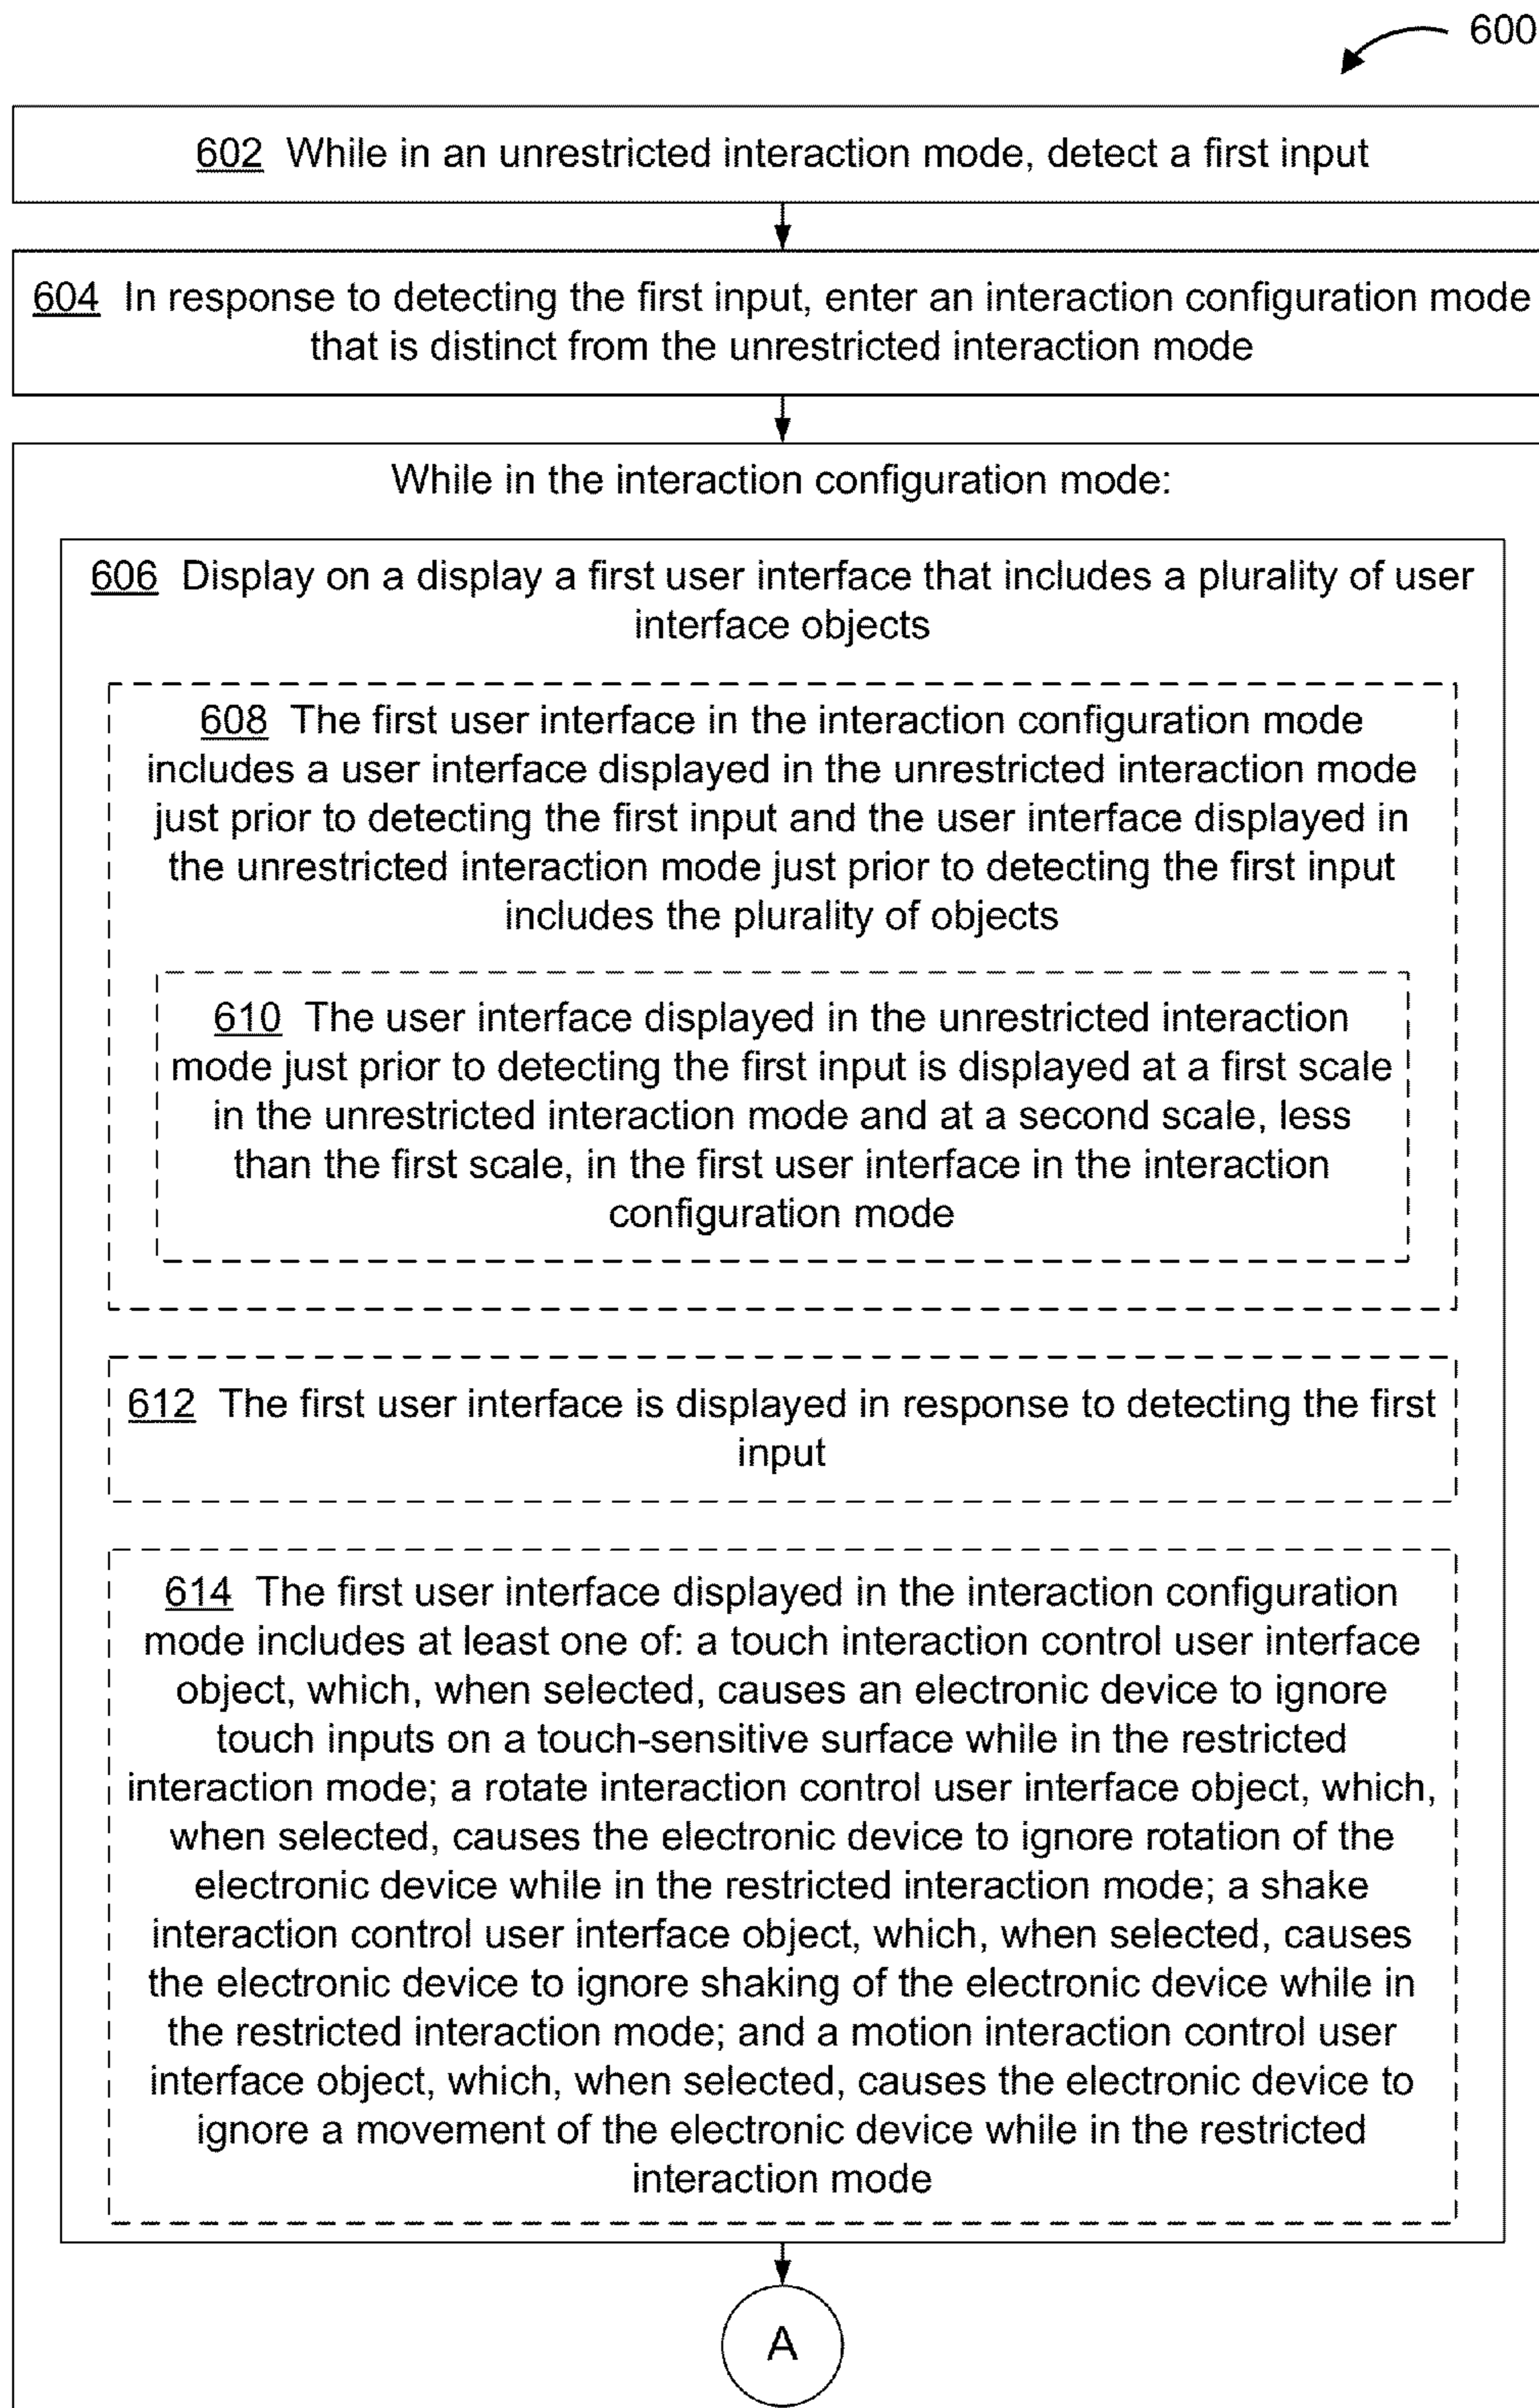 600
602 While in an unrestricted interaction mode, detect a first input
604 In response to detecting the first input, enter an interaction configuration mode
that is distinct from the unrestricted interaction mode
While in the interaction configuration mode:
606 Display on a display a first user interface that includes a plurality of user
interface objects
608 The first user interface in the interaction configuration mode
includes a user interface displayed in the unrestricted interaction mode
just prior to detecting the first input and the user interface displayed in
the unrestricted interaction mode just prior to detecting the first input
includes the plurality of objects
610 The user interface displayed in the unrestricted interaction
mode just prior to detecting the first input is displayed at a first scale
in the unrestricted interaction mode and at a second scale, less
than the first scale, in the first user interface in the interaction
configuration mode
612 The first user interface is displayed in response to detecting the first
input
614 The first user interface displayed in the interaction configuration
mode includes at least one of: a touch interaction control user interface
object, which, when selected, causes an electronic device to ignore
touch inputs on a touch-sensitive surface while in the restricted
interaction mode; a rotate interaction control user interface object, which,
when selected, causes the electronic device to ignore rotation of the
electronic device while in the restricted interaction mode; a shake
interaction control user interface object, which, when selected, causes
the electronic device to ignore shaking of the electronic device while in
the restricted interaction mode; and a motion interaction control user
interface object, which, when selected, causes the electronic device to
ignore a movement of the electronic device while in the restricted
interaction mode
A